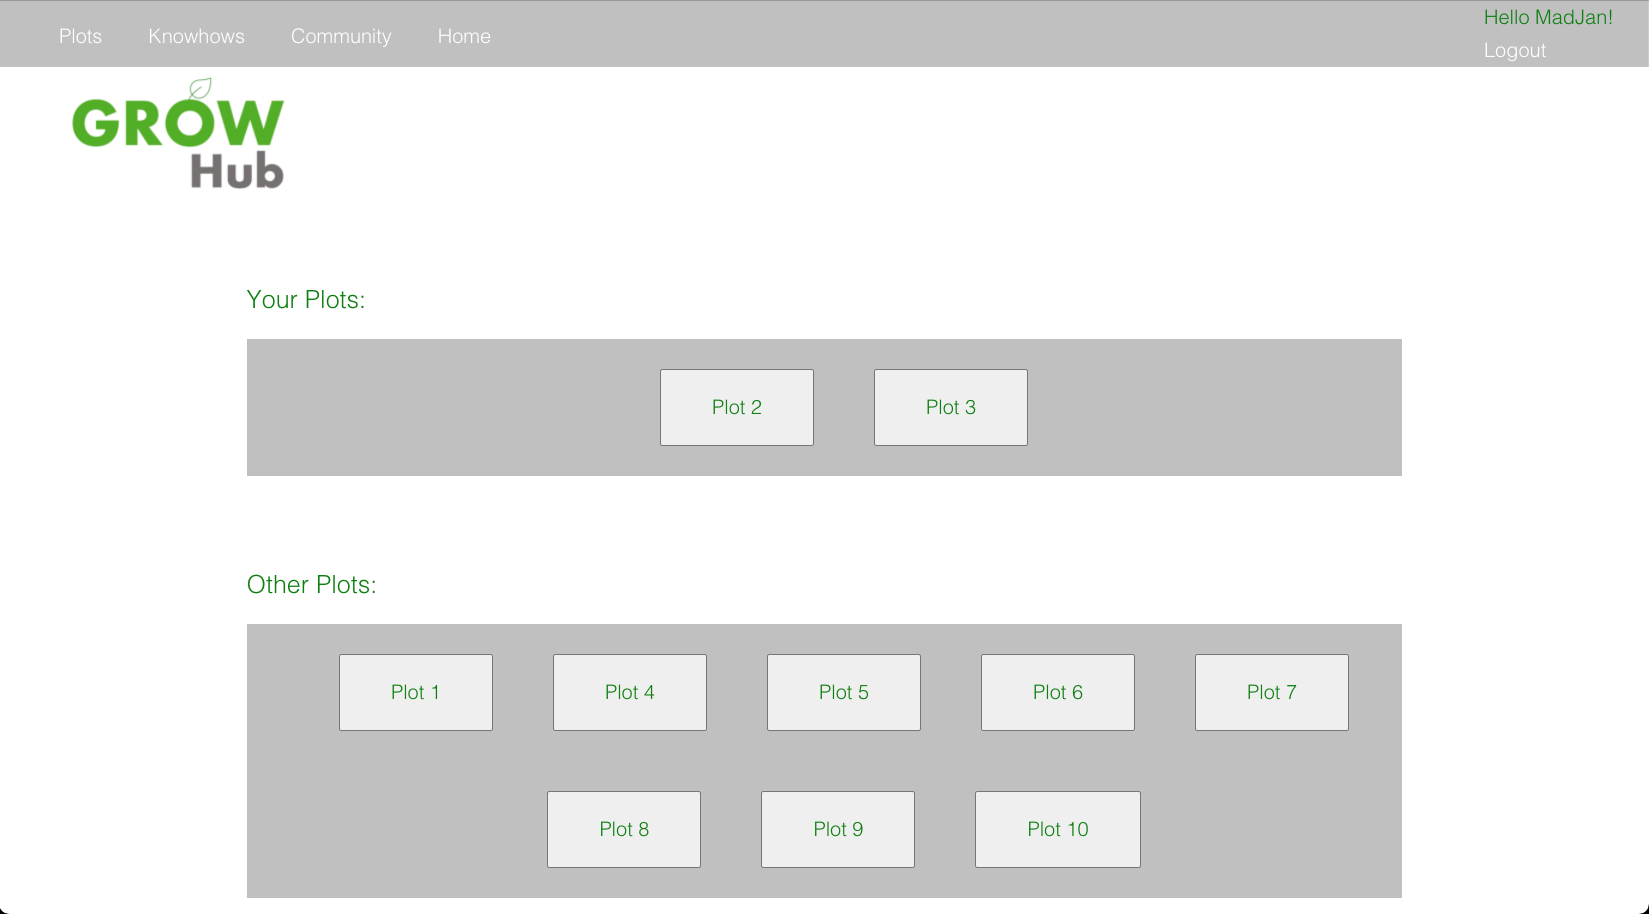 Plots Knowhows Community Home
Hello MadJan!
Logout
GROW
Hub
Your Plots:
Plot 2 Plot 3
Other Plots:
Plot 1 Plot 4 Plot 5 Plot 6 Plot 7
Plot 8 Plot 9 Plot 10